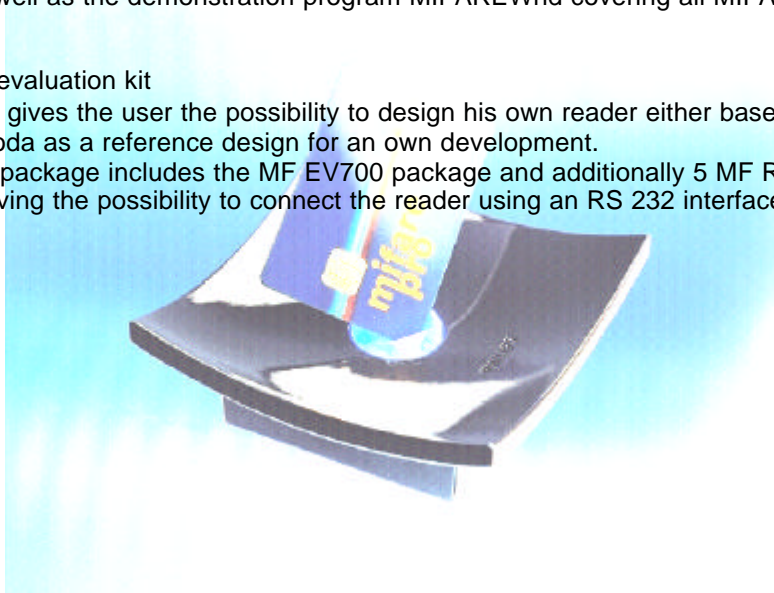 well as the demonstration program MIFAREWnd covering all MIFA
evaluation kit
gives the user the possibility to design his own reader either base
oda as a reference design for an own development.
package includes the MF EV700 package and additionally 5 MF R
ving the possibility to connect the reader using an RS 232 interface
mifare
pro